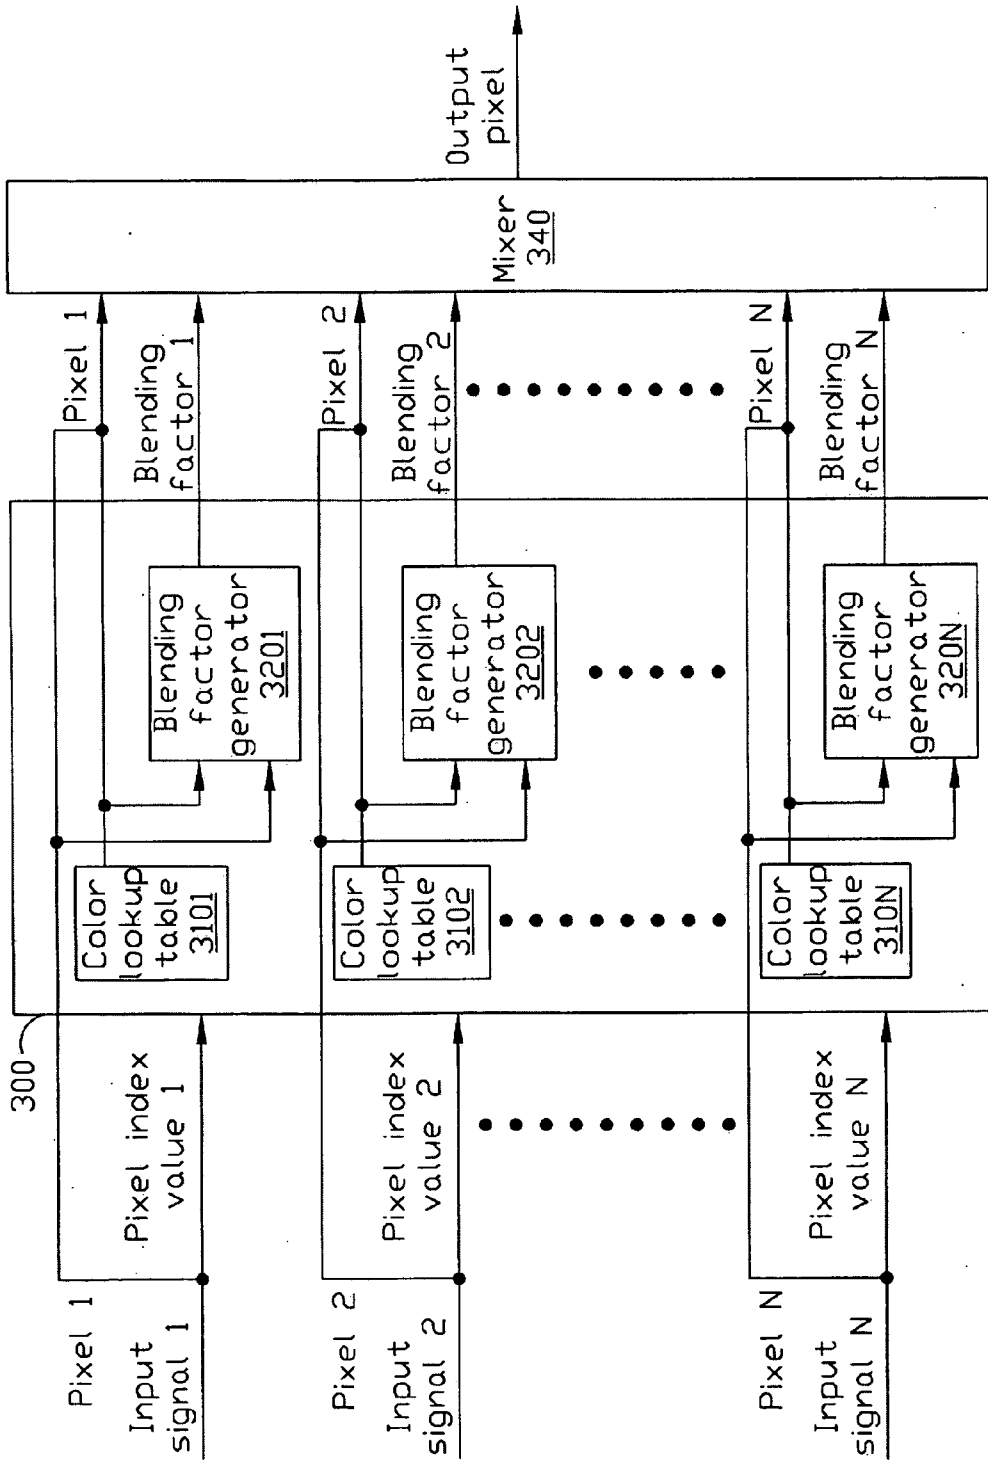 300
Pixel 1
Input
signal 1
Pixel index
value 1
Color
lookup
table
3101
Blending
factor
generator
3201
Pixel 1
Blending
factor 1
Pixel 2
Input
signal 2
Pixel index
value 2
Color
lookup
table
3102
Blending
factor
generator
3202
Pixel 2
Blending
factor 2
Pixel N
Input
signal N
Pixel index
value N
Color
lookup
table
310N
Blending
factor
generator
320N
Pixel N
Blending
factor N
Mixer
340
Output
pixel